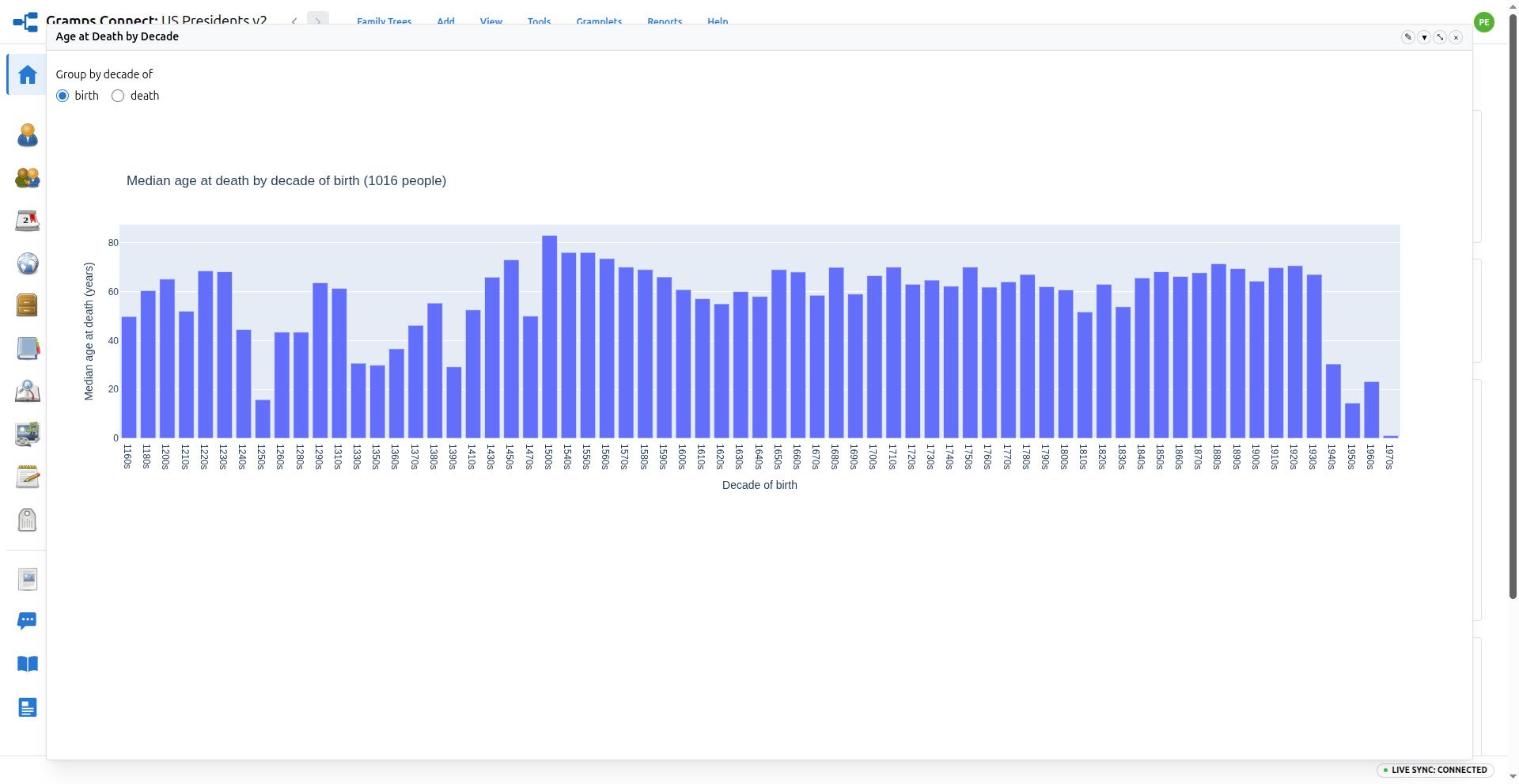 Gramps Connect: US Presidents v2
Family Trees Add View Tools Gramplets Reports Help
PE
Age at Death by Decade
Group by decade of
birth death
Median age at death by decade of birth (1016 people)
Median age at death (years)
80
60
40
20
0
1160s 1180s 1200s 1210s 1220s 1230s 1240s 1250s 1260s 1280s 1290s 1310s 1330s 1350s 1360s 1370s 1380s 1390s 1410s 1430s 1450s 1470s 1500s 1540s 1550s 1560s 1570s 1580s 1590s 1600s 1610s 1620s 1630s 1640s 1650s 1660s 1670s 1680s 1690s 1700s 1710s 1720s 1730s 1740s 1750s 1760s 1770s 1780s 1790s 1800s 1810s 1820s 1830s 1840s 1850s 1860s 1870s 1880s 1890s 1900s 1910s 1920s 1930s 1940s 1950s 1960s 1970s
Decade of birth
LIVE SYNC: CONNECTED